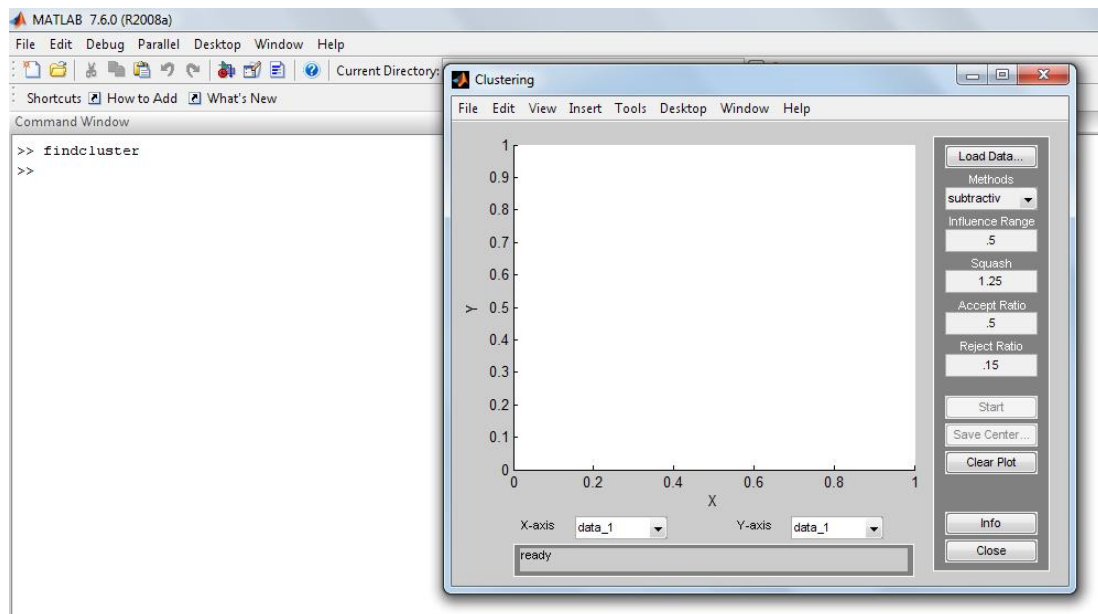 MATLAB 7.6.0 (R2008a)
File Edit Debug Parallel Desktop Window Help
Current Directory:
Shortcuts How to Add What's New
Command Window
>> findcluster
>>
Clustering
File Edit View Insert Tools Desktop Window Help
1
0.9
0.8
0.7
0.6
0.5
0.4
0.3
0.2
0.1
0
Y
0 0.2 0.4 0.6 0.8 1
X
X-axis data_1 Y-axis data_1
ready
Load Data...
Methods
subtractiv
Influence Range
.5
Squash
1.25
Accept Ratio
.5
Reject Ratio
.15
Start
Save Center...
Clear Plot
Info
Close